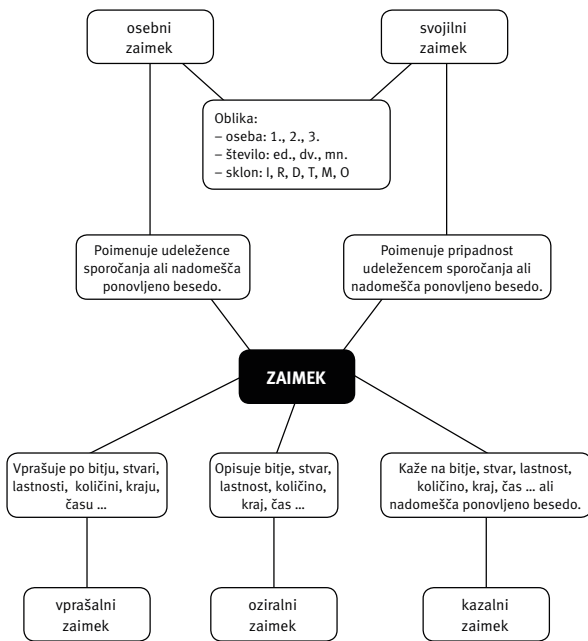 osebni
zaimek
svojilni
zaimek
Oblika:
– oseba: 1., 2., 3.
– število: ed., dv., mn.
– sklon: I, R, D, T, M, O
Poimenuje udeležence
sporočanja ali nadomešča
ponovljeno besedo.
Poimenuje pripadnost
udeležencem sporočanja ali
nadomešča ponovljeno besedo.
ZAIMEK
Vprašuje po bitju, stvari,
lastnosti, količini, kraju,
času ...
Opisuje bitje, stvar,
lastnost, količino,
kraj, čas ...
Kaže na bitje, stvar, lastnost,
količino, kraj, čas ... ali
nadomešča ponovljeno besedo.
vprašalni
zaimek
oziralni
zaimek
kazalni
zaimek